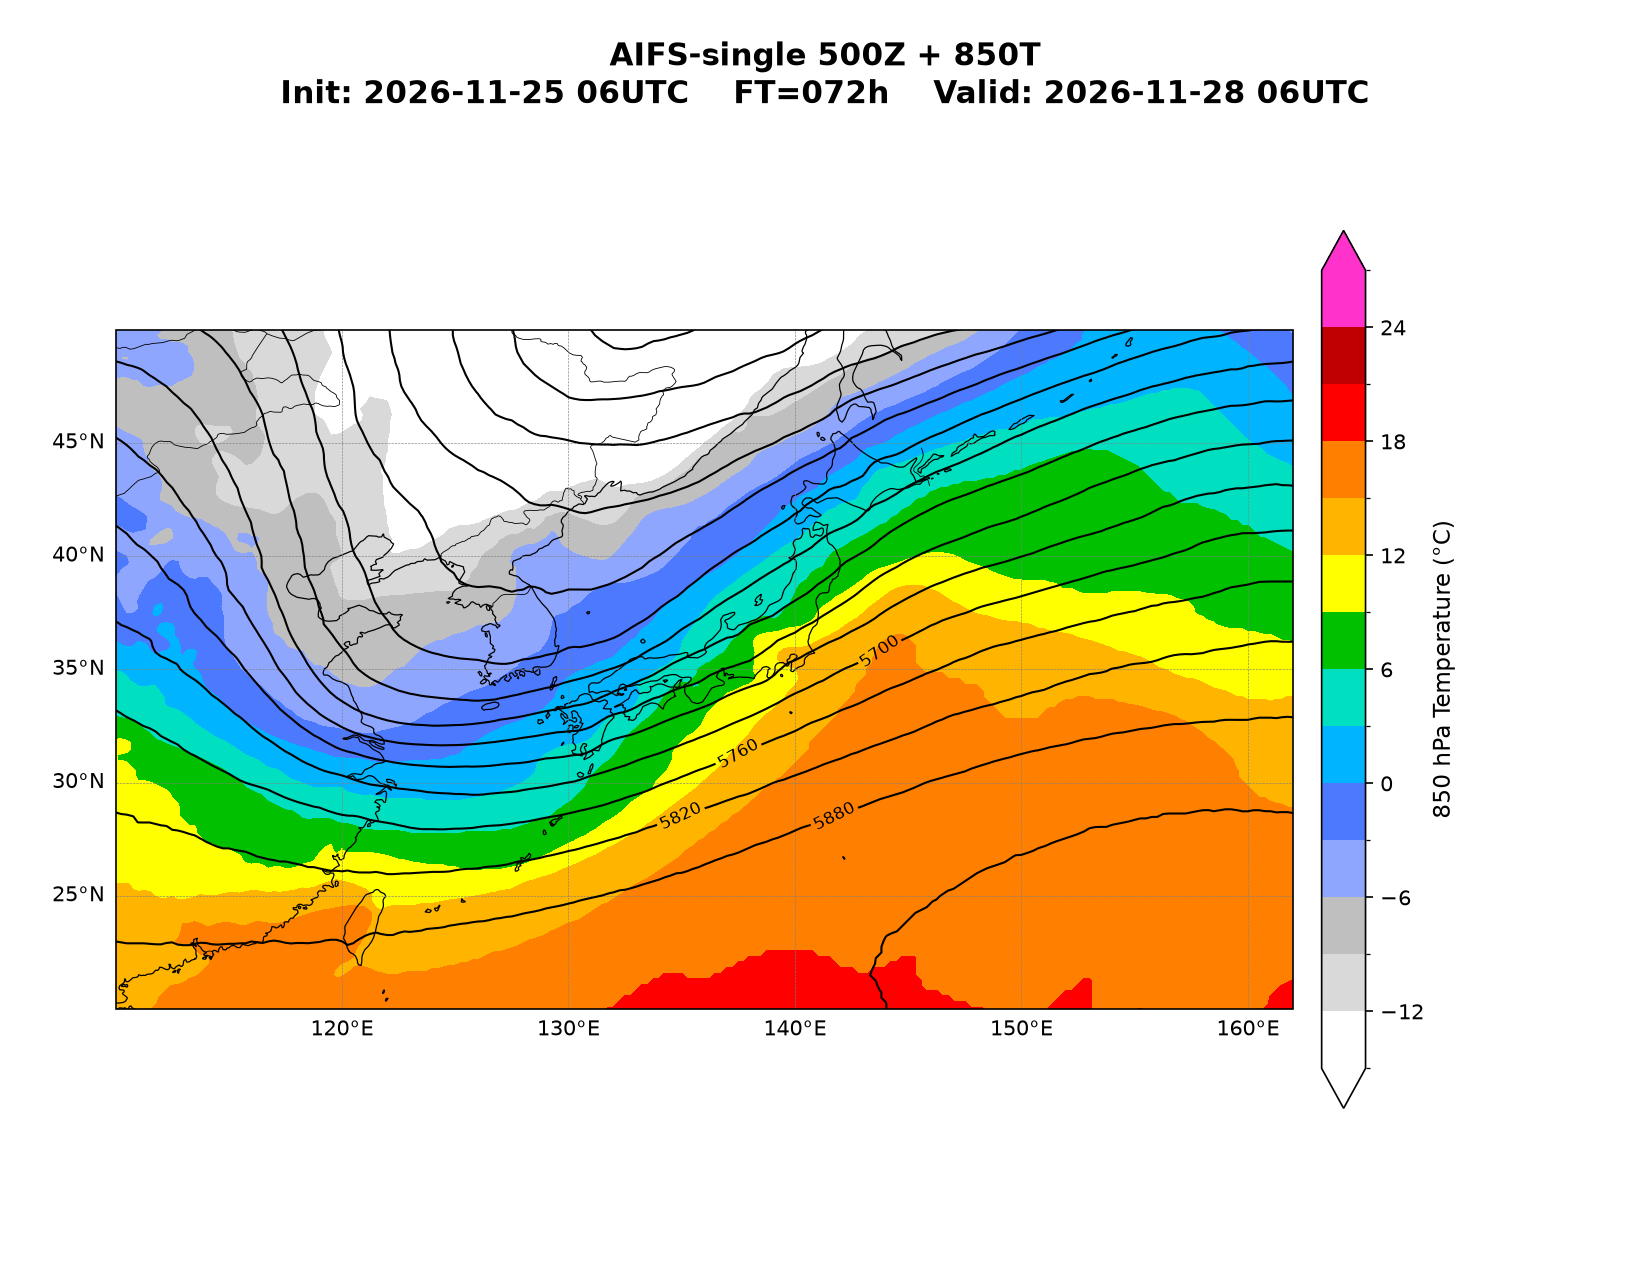 AIFS-single 500Z + 850T
Init: 2026-11-25 06UTC    FT=072h    Valid: 2026-11-28 06UTC
24
18
12
6
0
−6
−12
850 hPa Temperature (°C)
45°N
40°N
35°N
30°N
25°N
5700
5760
5820
5880
120°E
130°E
140°E
150°E
160°E